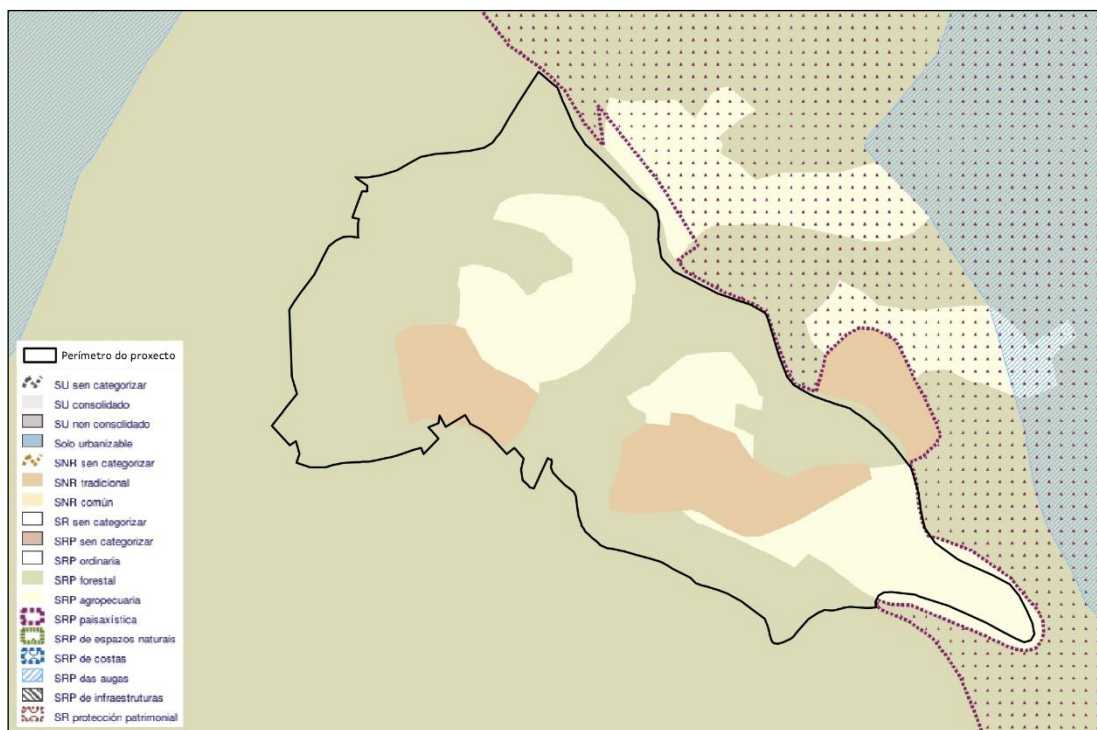 Perímetro do proxecto
SU sen categorizar
SU consolidado
SU non consolidado
Solo urbanizable
SNR sen categorizar
SNR tradicional
SNR común
SR sen categorizar
SRP sen categorizar
SRP ordinaria
SRP forestal
SRP agropecuaria
SRP paisaxística
SRP de espazos naturais
SRP de costas
SRP das augas
SRP de infraestruturas
SR protección patrimonial